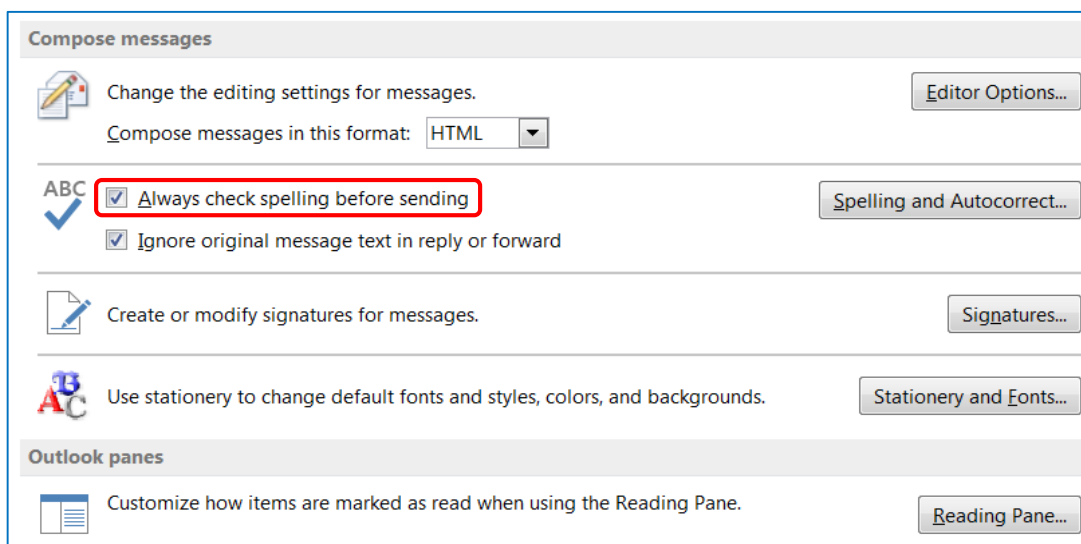 Compose messages
Change the editing settings for messages.
Editor Options...
Compose messages in this format: HTML
ABC
Always check spelling before sending
Spelling and Autocorrect...
Ignore original message text in reply or forward
Create or modify signatures for messages.
Signatures...
ABC
Use stationery to change default fonts and styles, colors, and backgrounds.
Stationery and Fonts...
Outlook panes
Customize how items are marked as read when using the Reading Pane.
Reading Pane...